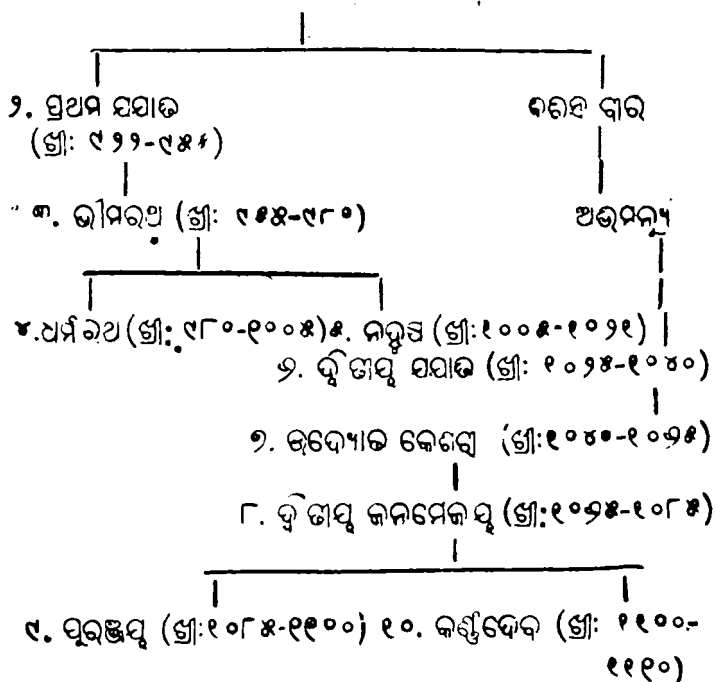 ୨. ପ୍ରଥମ ଯଯାତି ବଚିତ୍ର ବୀର
(ଖ୍ରୀ: ୯୨୨-୯୫୫)
୩. ଭୀମରଥ (ଖ୍ରୀ: ୯୫୫-୯୮୦) ଅଭିମନ୍ୟୁ
୪. ଧର୍ମରଥ (ଖ୍ରୀ: ୯୮୦-୧୦୦୫) ୫. ନହୁଷ (ଖ୍ରୀ: ୧୦୦୫-୧୦୨୧)
୬. ଦ୍ୱିତୀୟ ଯଯାତି (ଖ୍ରୀ: ୧୦୨୫-୧୦୪୦)
୭. ଉଦ୍ୟୋତ କେଶରୀ (ଖ୍ରୀ: ୧୦୪୦-୧୦୬୫)
୮. ଦ୍ୱିତୀୟ ଜନମେଜୟ (ଖ୍ରୀ: ୧୦୬୫-୧୦୮୫)
୯. ପୁରଞ୍ଜୟ (ଖ୍ରୀ: ୧୦୮୫-୧୧୦୦) ୧୦. କର୍ଣ୍ଣଦେବ (ଖ୍ରୀ: ୧୧୦୦-
୧୧୧୦)